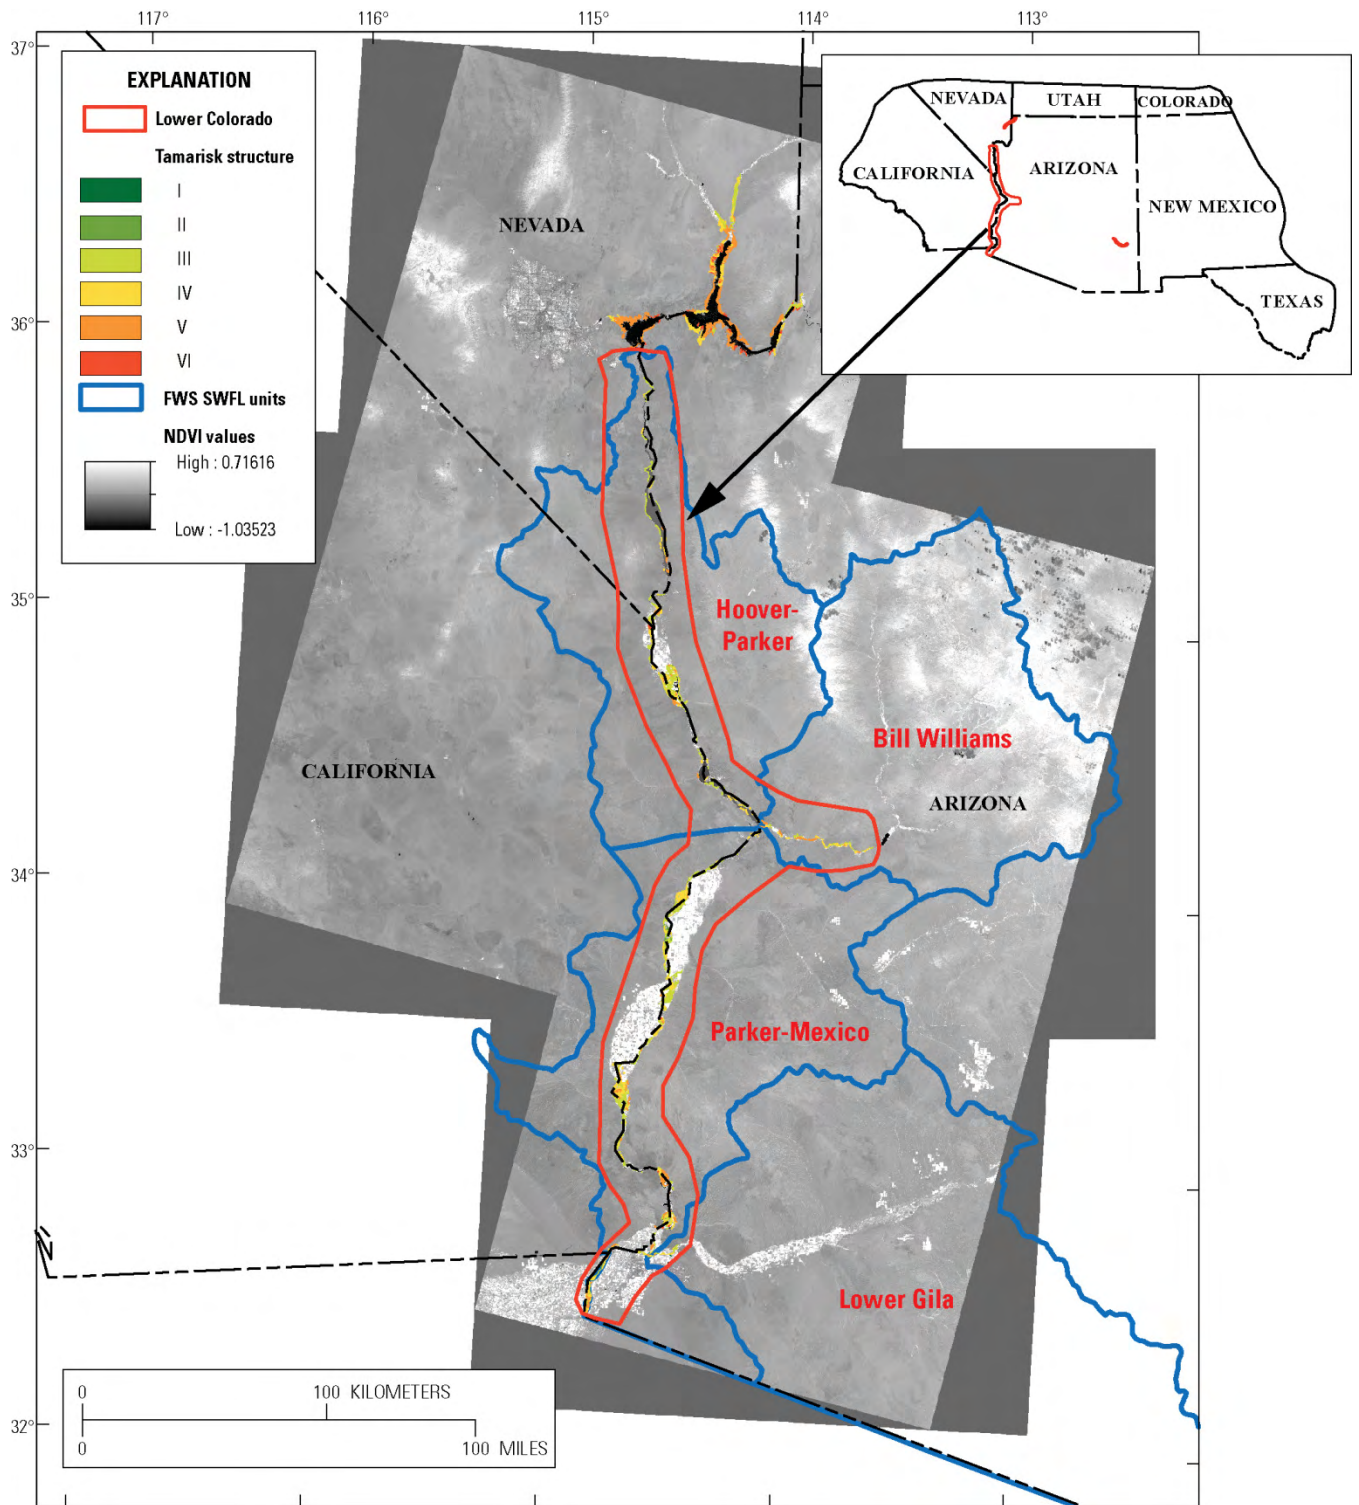 117°
116°
115°
114°
113°
37°
36°
35°
34°
33°
32°
EXPLANATION
Lower Colorado
Tamarisk structure
I
II
III
IV
V
VI
FWS SWFL units
NDVI values
High : 0.71616
Low : -1.03523
NEVADA
UTAH
COLORADO
CALIFORNIA
ARIZONA
NEW MEXICO
TEXAS
NEVADA
Hoover-
Parker
Bill Williams
CALIFORNIA
ARIZONA
Parker-Mexico
Lower Gila
N
0
100 KILOMETERS
0
100 MILES